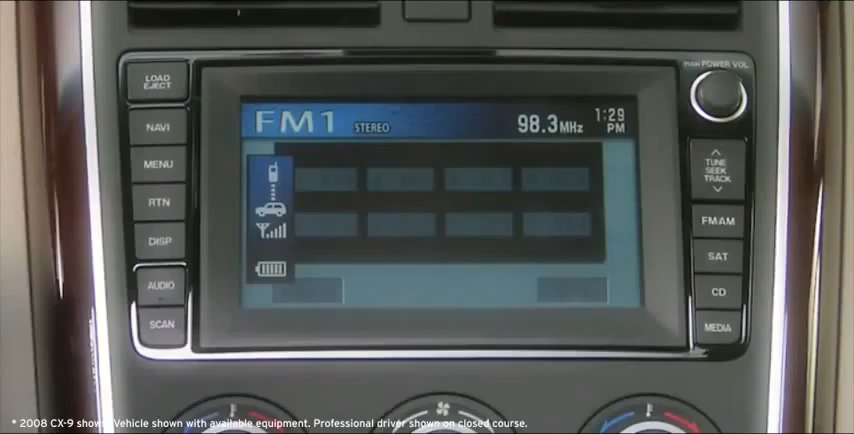 LOAD
EJECT
NAVI
MENU
RTN
DISP
AUDIO
SCAN
FM1 STEREO 98.3MHz 1:29
PM
PUSH POWER VOL
TUNE
SEEK
TRACK
FM/AM
SAT
CD
MEDIA
* 2008 CX-9 shown. Vehicle shown with available equipment. Professional driver shown on closed course.